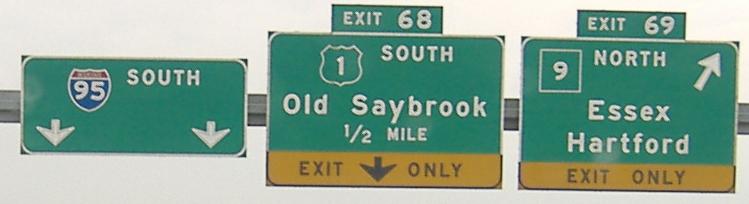 95 SOUTH
EXIT 68
1 SOUTH
Old Saybrook
1/2 MILE
EXIT ONLY
EXIT 69
9 NORTH
Essex
Hartford
EXIT ONLY